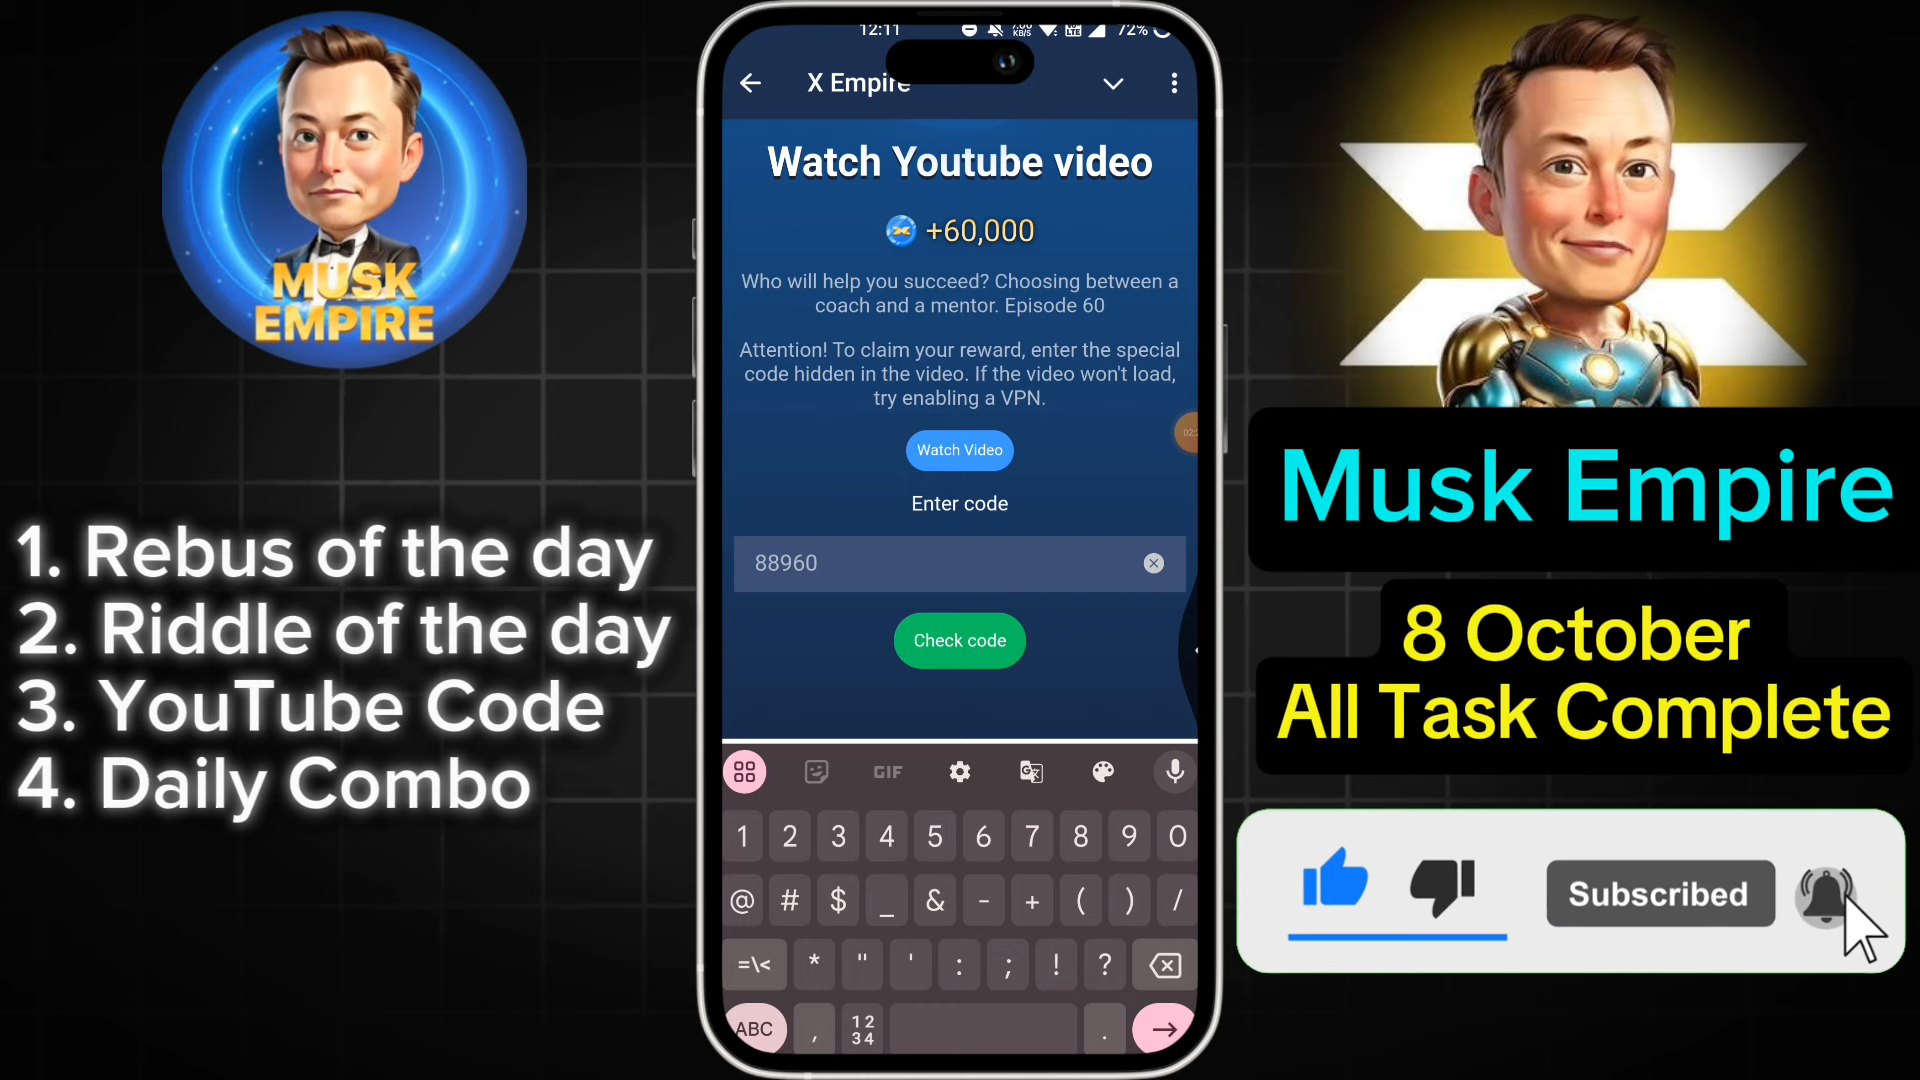 MUSK
EMPIRE
1. Rebus of the day
2. Riddle of the day
3. YouTube Code
4. Daily Combo
12:11
7.00
KB/S
LTE
72%
X Empire
Watch Youtube video
+60,000
Who will help you succeed? Choosing between a
coach and a mentor. Episode 60
Attention! To claim your reward, enter the special
code hidden in the video. If the video won't load,
try enabling a VPN.
Watch Video
Enter code
88960
Check code
GIF
1 2 3 4 5 6 7 8 9 0
@ # $ _ & - + ( ) /
=\< * " ' : ; ! ?
ABC , 12 .
34
Musk Empire
8 October
All Task Complete
Subscribed